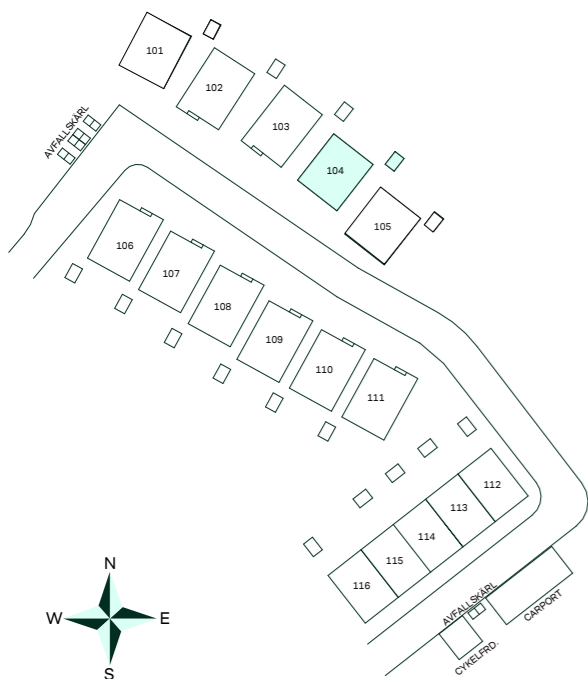 101
102
103
104
105
AVFALLSKÄRL
106
107
108
109
110
111
112
113
114
115
116
AVFALLSKÄRL
CARPORT
CYKELFRD.
N
W
E
S